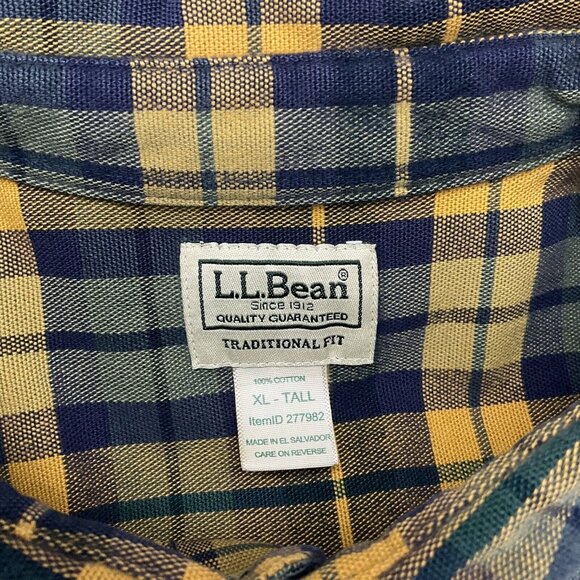 L.L.Bean®
Since 1912
QUALITY GUARANTEED
TRADITIONAL FIT
100% COTTON
XL - TALL
ItemID 277982
MADE IN EL SALVADOR
CARE ON REVERSE